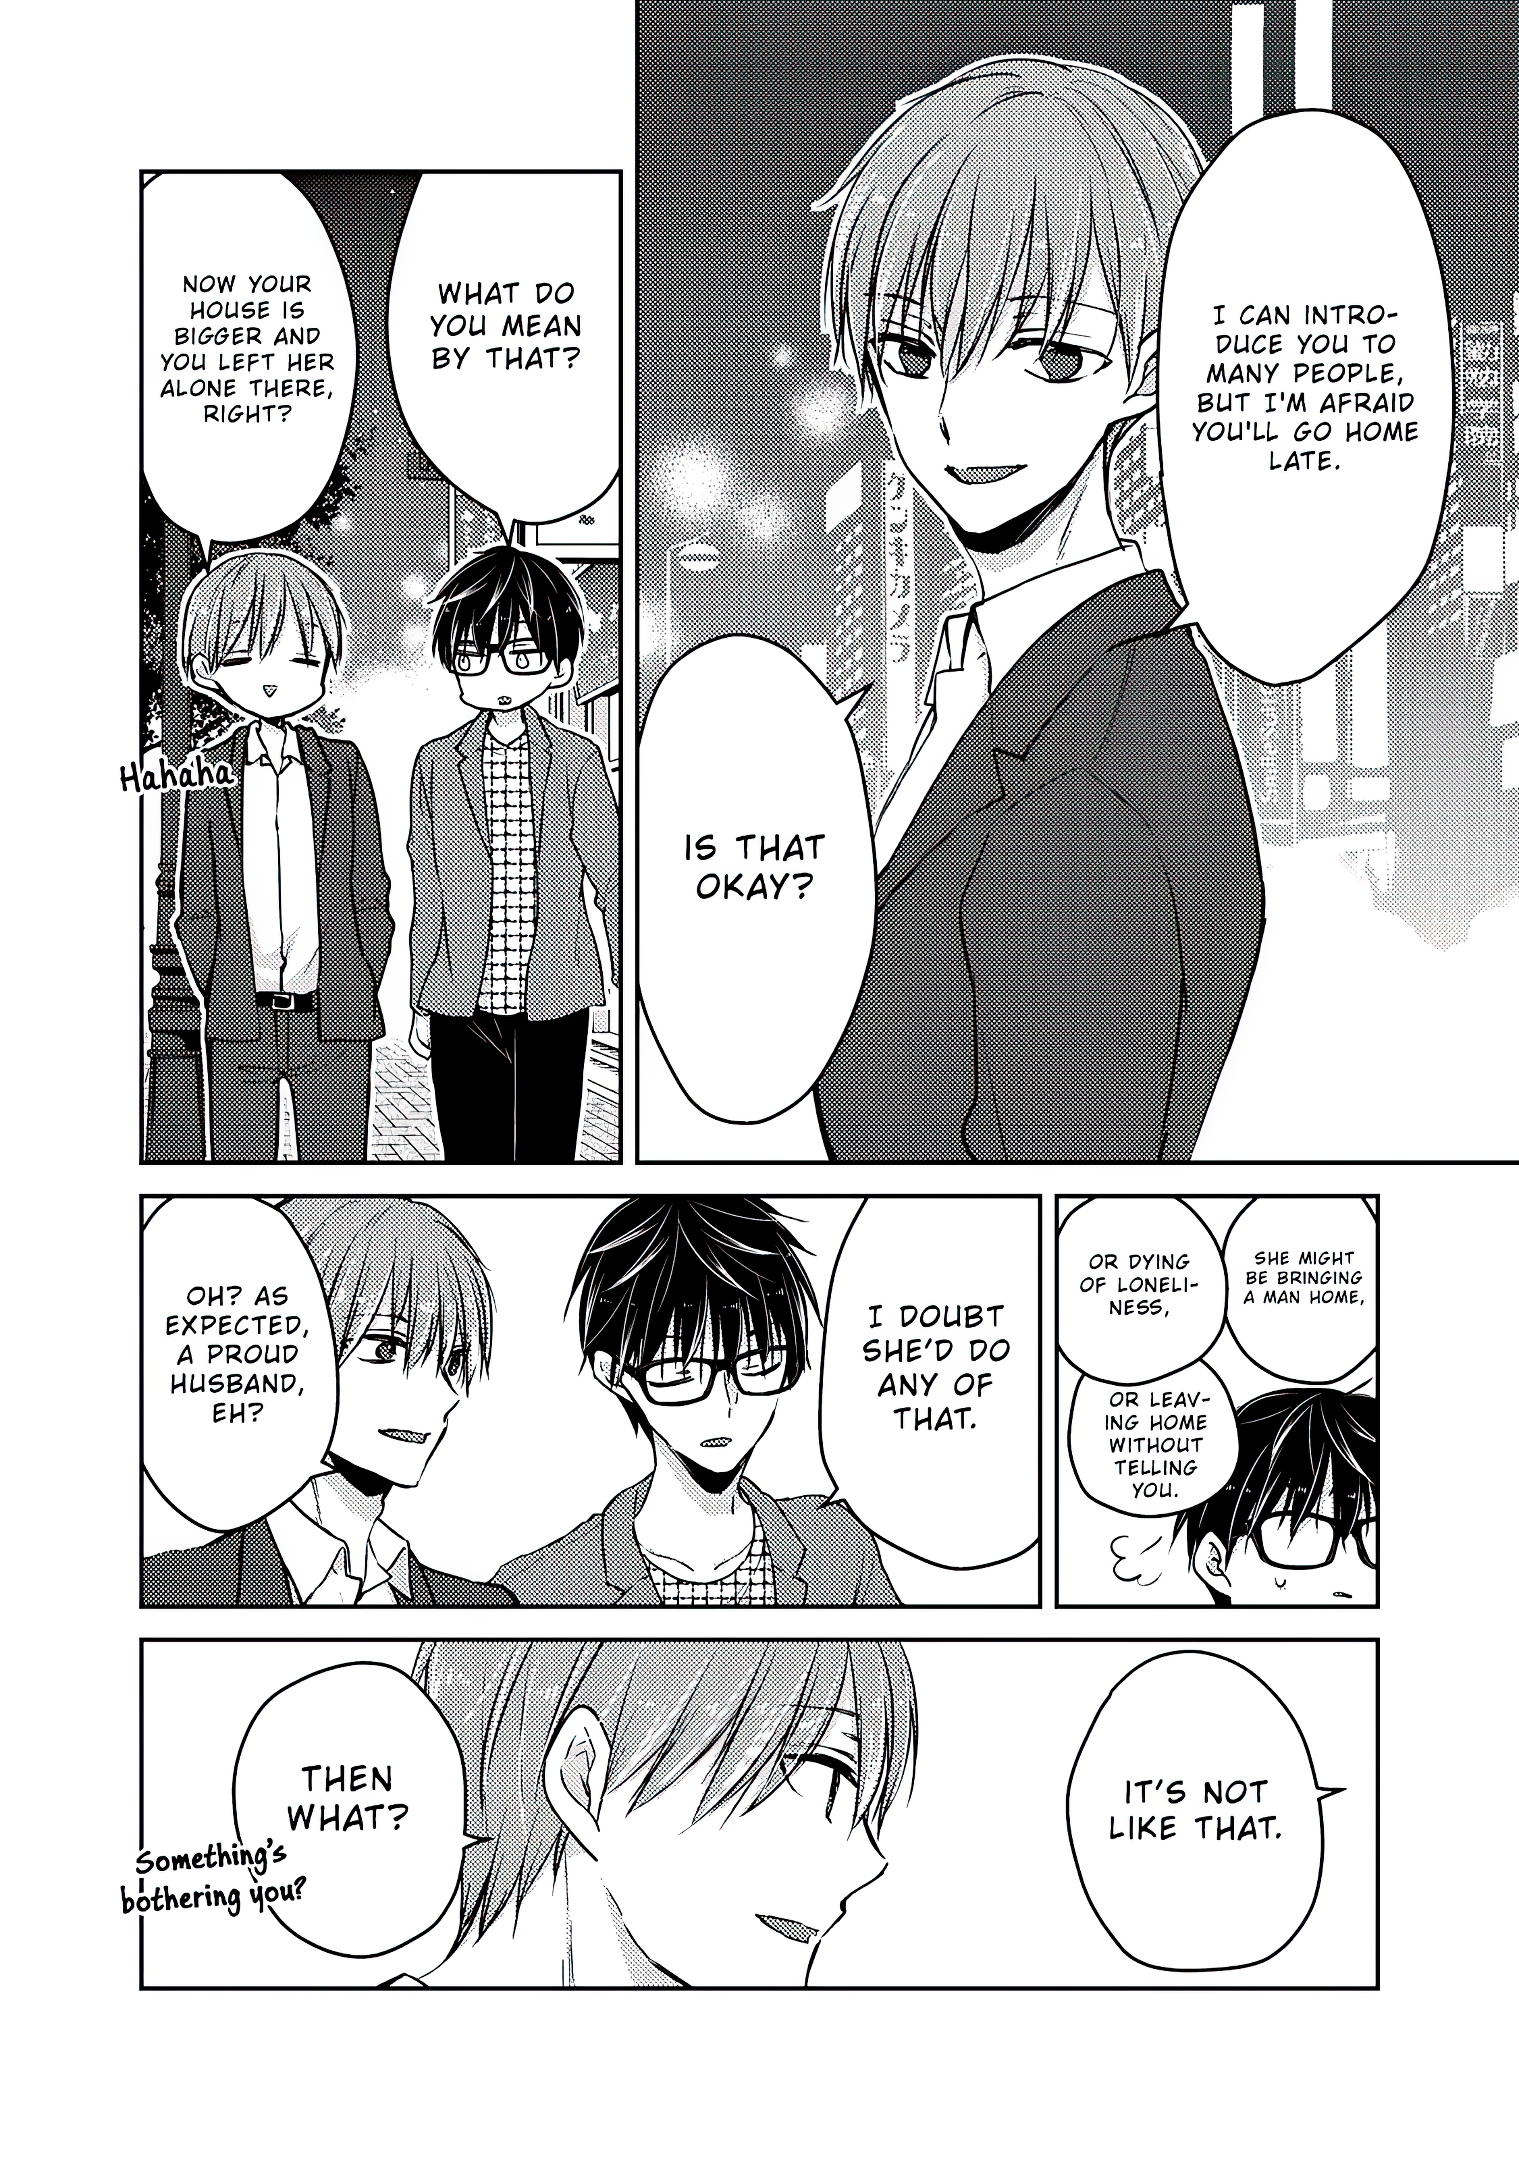 I CAN INTRO-
DUCE YOU TO
MANY PEOPLE,
BUT I'M AFRAID
YOU'LL GO HOME
LATE.
IS THAT
OKAY?
WHAT DO
YOU MEAN
BY THAT?
NOW YOUR
HOUSE IS
BIGGER AND
YOU LEFT HER
ALONE THERE,
RIGHT?
Hahaha
SHE MIGHT
BE BRINGING
A MAN HOME,
OR DYING
OF LONELI-
NESS,
OR LEAV-
ING HOME
WITHOUT
TELLING
YOU.
I DOUBT
SHE'D DO
ANY OF
THAT.
OH? AS
EXPECTED,
A PROUD
HUSBAND,
EH?
IT'S NOT
LIKE THAT.
THEN
WHAT?
Something's
bothering you?